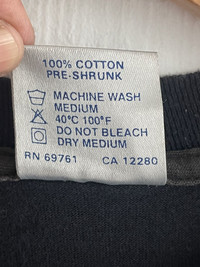 100% COTTON
PRE-SHRUNK
MACHINE WASH
MEDIUM
40°C 100°F
DO NOT BLEACH
DRY MEDIUM
RN 69761 CA 12280